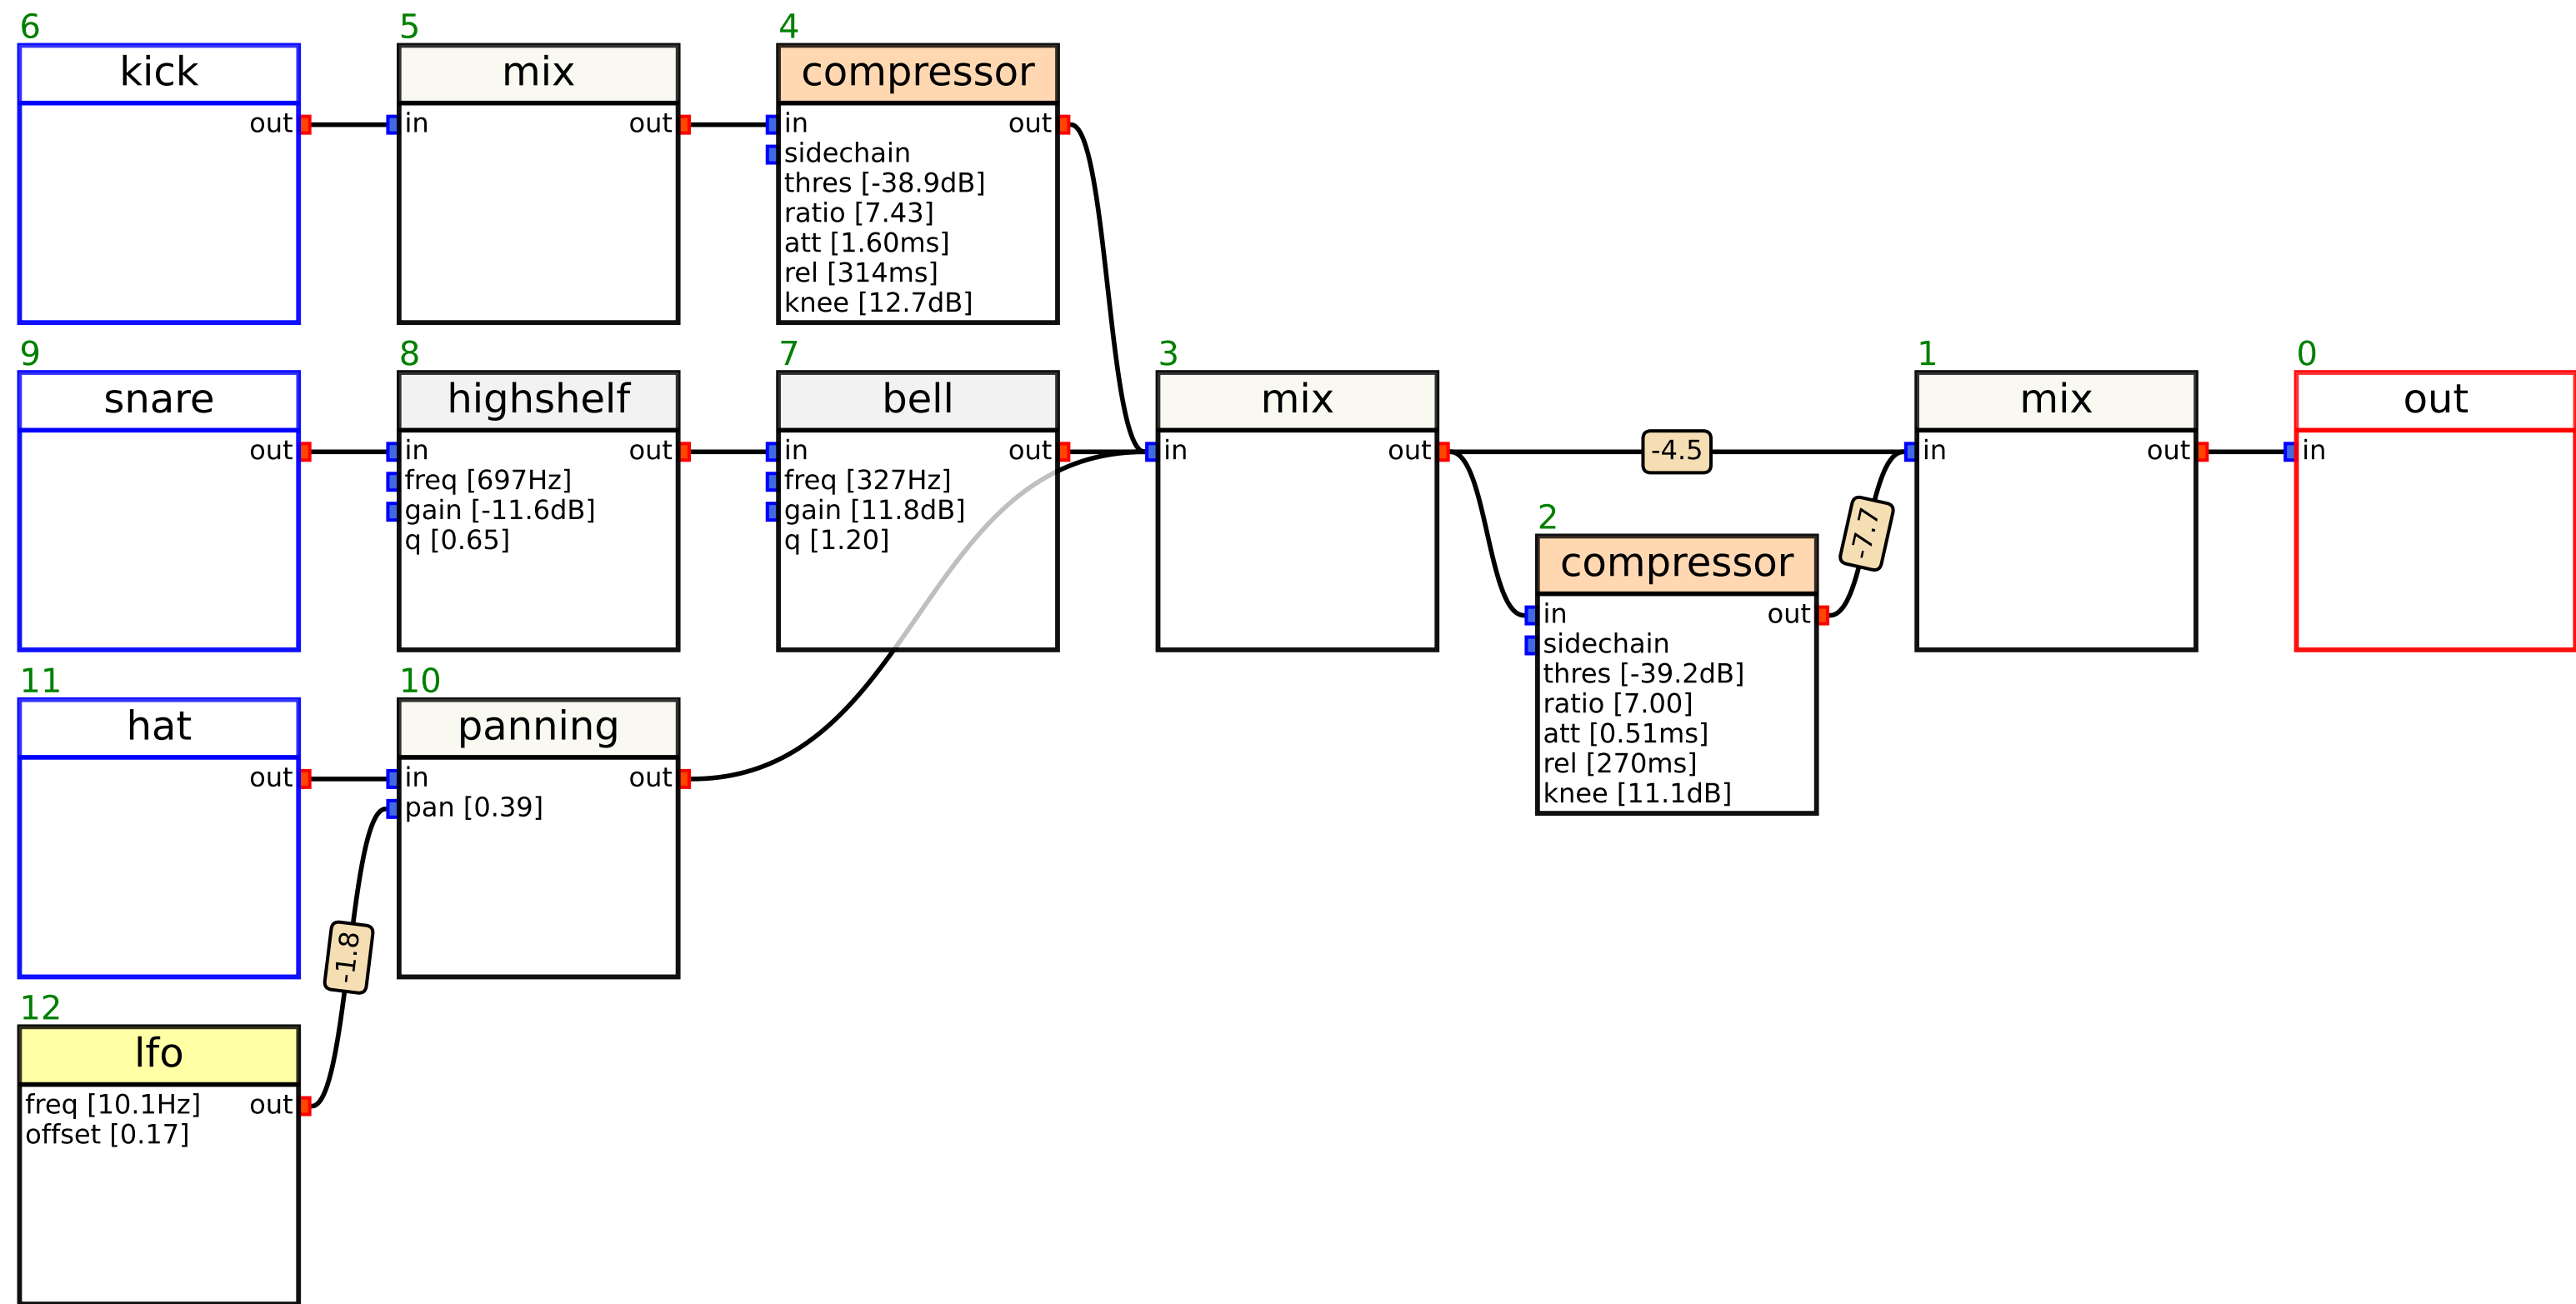 6
kick
out
5
mix
in out
4
compressor
in out
sidechain
thres [-38.9dB]
ratio [7.43]
att [1.60ms]
rel [314ms]
knee [12.7dB]
9
snare
out
8
highshelf
in out
freq [697Hz]
gain [-11.6dB]
q [0.65]
7
bell
in out
freq [327Hz]
gain [11.8dB]
q [1.20]
3
mix
in out
-4.5
2
compressor
in out
sidechain
thres [-39.2dB]
ratio [7.00]
att [0.51ms]
rel [270ms]
knee [11.1dB]
-7.7
1
mix
in out
0
out
in
11
hat
out
10
panning
in out
pan [0.39]
-1.8
12
lfo
freq [10.1Hz] out
offset [0.17]